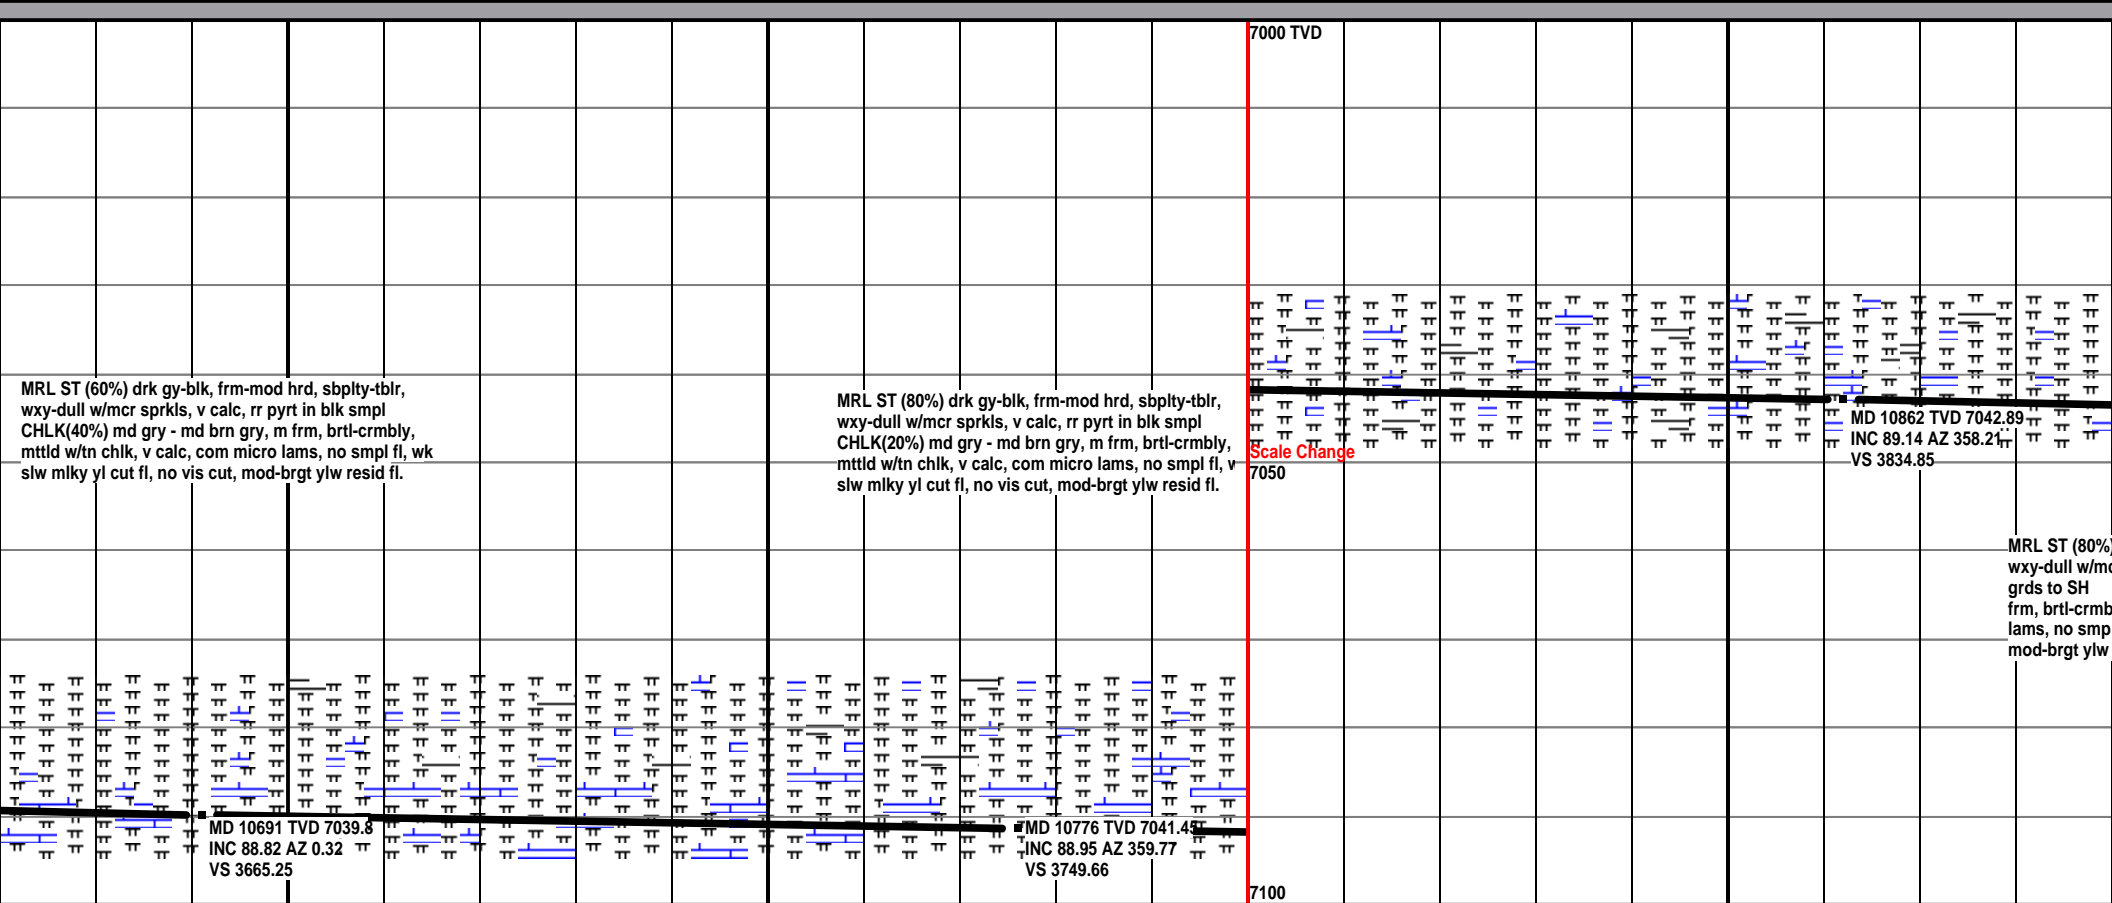 7000 TVD
MRL ST (60%) drk gy-blk, frm-mod hrd, sbplty-tblr,
wxy-dull w/mcr sprkls, v calc, rr pyrt in blk smpl
CHLK(40%) md gry - md brn gry, m frm, brtl-crmbly,
mttld w/tn chlk, v calc, com micro lams, no smpl fl, wk
slw mlky yl cut fl, no vis cut, mod-brgt ylw resid fl.
MRL ST (80%) drk gy-blk, frm-mod hrd, sbplty-tblr,
wxy-dull w/mcr sprkls, v calc, rr pyrt in blk smpl
CHLK(20%) md gry - md brn gry, m frm, brtl-crmbly,
mttld w/tn chlk, v calc, com micro lams, no smpl fl,
slw mlky yl cut fl, no vis cut, mod-brgt ylw resid fl.
Scale Change
7050
MD 10862 TVD 7042.89
INC 89.14 AZ 358.21
VS 3834.85
MRL ST (80%)
wxy-dull
grds to SH
frm,
lams, no
mod-brgt ylw
MD 10691 TVD 7039.8
INC 88.82 AZ 0.32
VS 3665.25
MD 10776 TVD 7041.45
INC 88.95 AZ 359.77
VS 3749.66
7100